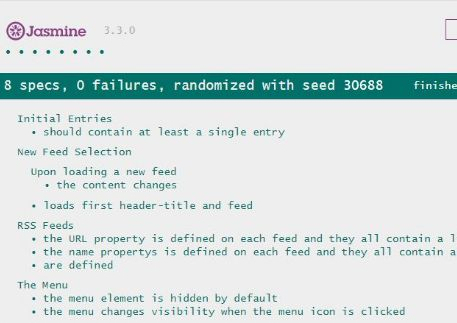 Jasmine 3.3.0
• • • • • • • •
8 specs, 0 failures, randomized with seed 30688 finishe
Initial Entries
• should contain at least a single entry
New Feed Selection
Upon loading a new feed
• the content changes
• loads first header-title and feed
RSS Feeds
• the URL property is defined on each feed and they all contain a l
• the name propertys is defined on each feed and they all contain a
• are defined
The Menu
• the menu element is hidden by default
• the menu changes visibility when the menu icon is clicked